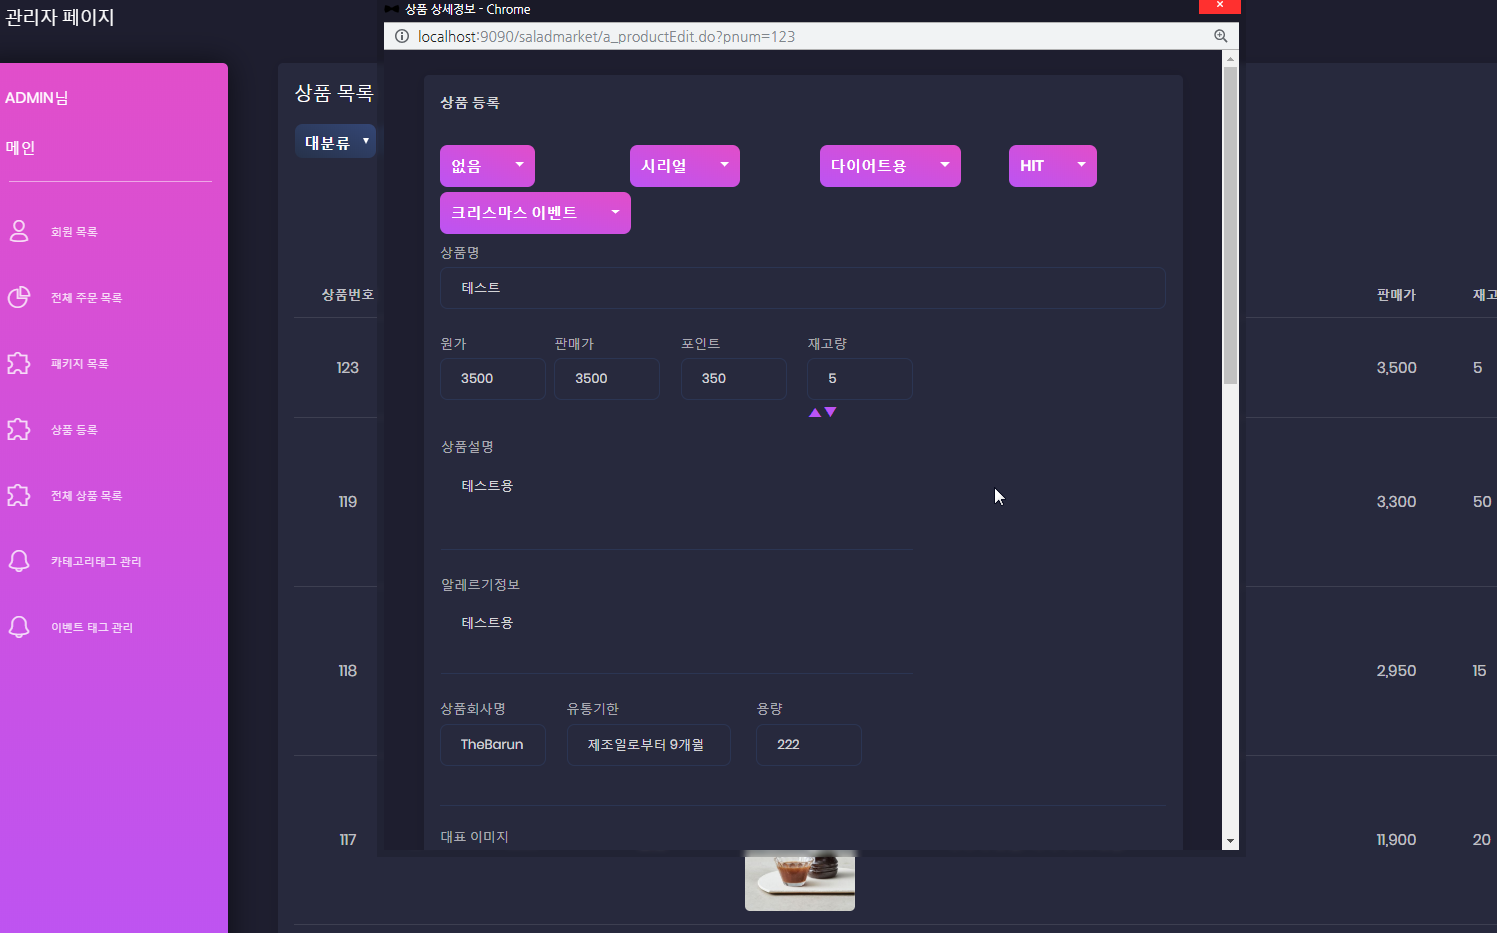 관리자 페이지
ADMIN님
메인
회원 목록
전체 주문 목록
패키지 목록
상품 등록
전체 상품 목록
카테고리태그 관리
이벤트 태그 관리
상품 목록
대분류
상품번호
판매가
재고
123
3,500
5
119
3,300
50
118
2,950
15
117
11,900
20
상품 상세정보 - Chrome
localhost:9090/saladmarket/a_productEdit.do?pnum=123
상품 등록
없음
시리얼
다이어트용
HIT
크리스마스 이벤트
상품명
테스트
원가
판매가
포인트
재고량
3500
3500
350
5
상품설명
테스트용
알레르기정보
테스트용
상품회사명
유통기한
용량
TheBarun
제조일로부터 9개월
222
대표 이미지